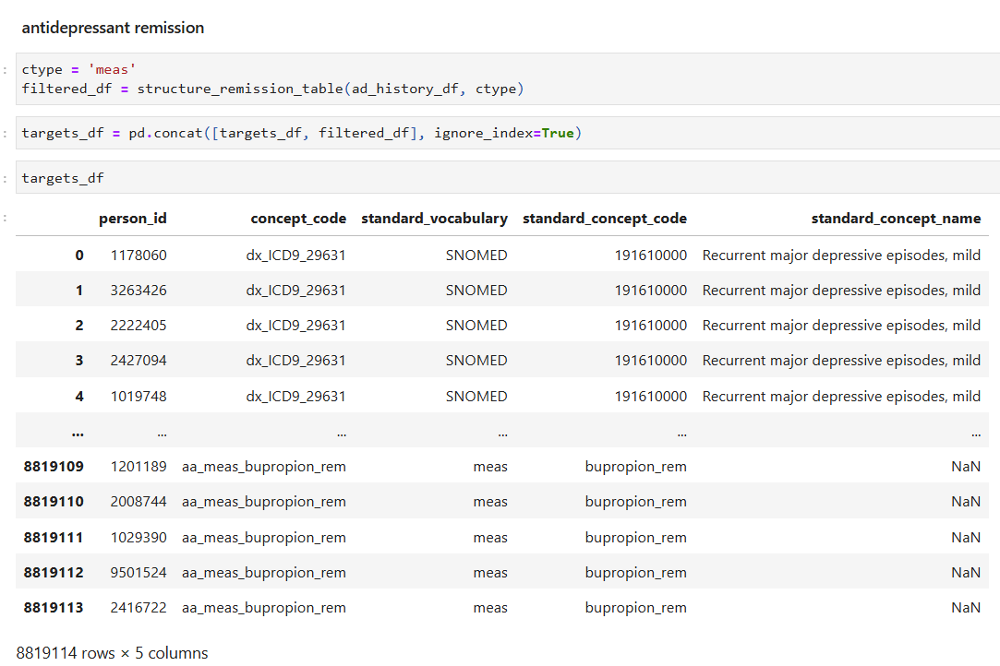 antidepressant remission
: ctype = 'meas'
filtered_df = structure_remission_table(ad_history_df, ctype)
: targets_df = pd.concat([targets_df, filtered_df], ignore_index=True)
: targets_df
: person_id concept_code standard_vocabulary standard_concept_code standard_concept_name
0 1178060 dx_ICD9_29631 SNOMED 191610000 Recurrent major depressive episodes, mild
1 3263426 dx_ICD9_29631 SNOMED 191610000 Recurrent major depressive episodes, mild
2 2222405 dx_ICD9_29631 SNOMED 191610000 Recurrent major depressive episodes, mild
3 2427094 dx_ICD9_29631 SNOMED 191610000 Recurrent major depressive episodes, mild
4 1019748 dx_ICD9_29631 SNOMED 191610000 Recurrent major depressive episodes, mild
... ... ... ... ... ...
8819109 1201189 aa_meas_bupropion_rem meas bupropion_rem NaN
8819110 2008744 aa_meas_bupropion_rem meas bupropion_rem NaN
8819111 1029390 aa_meas_bupropion_rem meas bupropion_rem NaN
8819112 9501524 aa_meas_bupropion_rem meas bupropion_rem NaN
8819113 2416722 aa_meas_bupropion_rem meas bupropion_rem NaN
8819114 rows × 5 columns